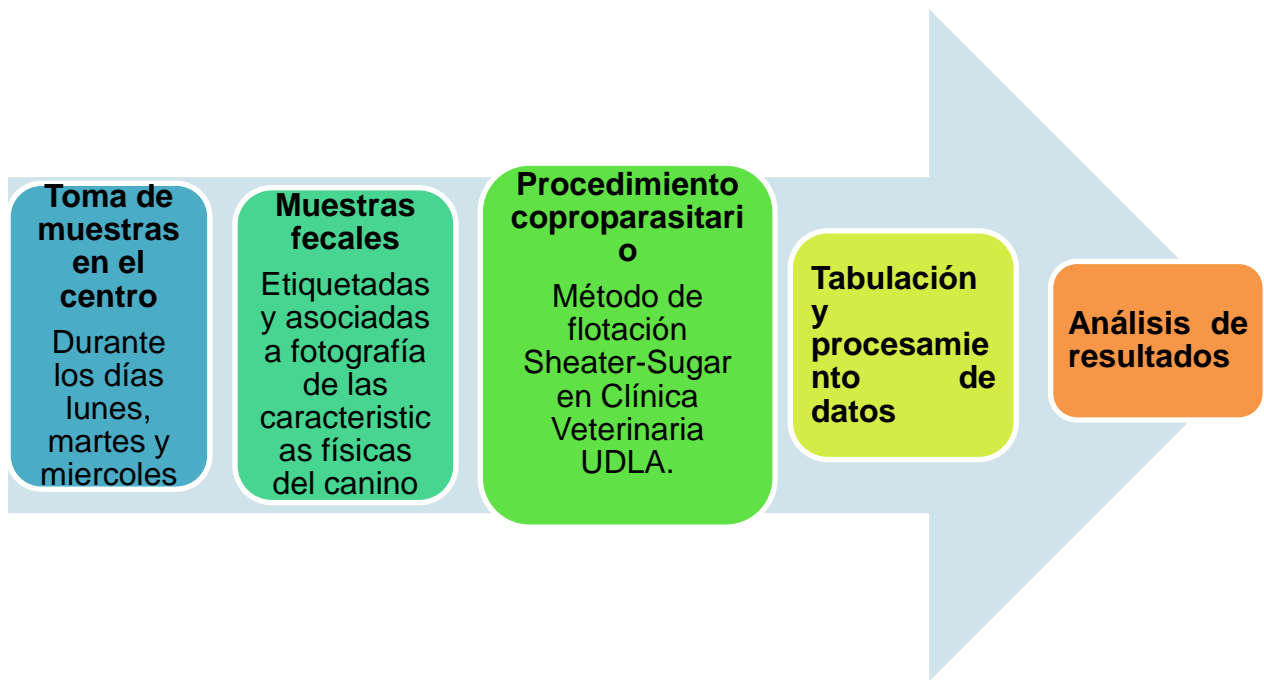 Toma de
muestras
en el
centro
Durante
los días
lunes,
martes y
miercoles
Muestras
fecales
Etiquetadas
y asociadas
a fotografía
de las
caracteristic
as físicas
del canino
Procedimiento
coproparasitari
o
Método de
flotación
Sheater-Sugar
en Clínica
Veterinaria
UDLA.
Tabulación
y
procesamie
nto de
datos
Análisis de
resultados